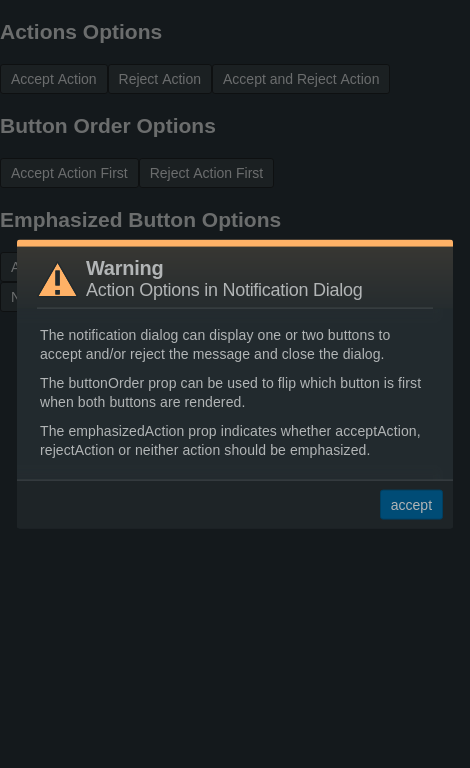 Actions Options
Accept Action Reject Action Accept and Reject Action
Button Order Options
Accept Action First Reject Action First
Emphasized Button Options
A
N
Warning
Action Options in Notification Dialog
The notification dialog can display one or two buttons to
accept and/or reject the message and close the dialog.
The buttonOrder prop can be used to flip which button is first
when both buttons are rendered.
The emphasizedAction prop indicates whether acceptAction,
rejectAction or neither action should be emphasized.
accept